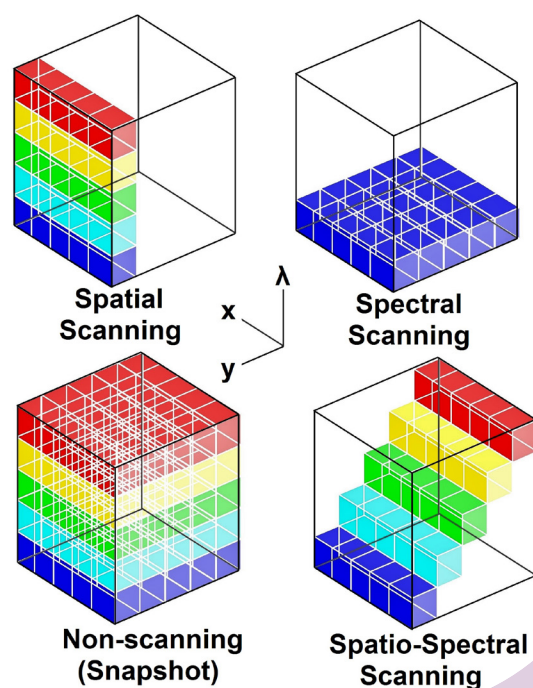 Spatial
Scanning
Spectral
Scanning
λ
x
y
Non-scanning
(Snapshot)
Spatio-Spectral
Scanning